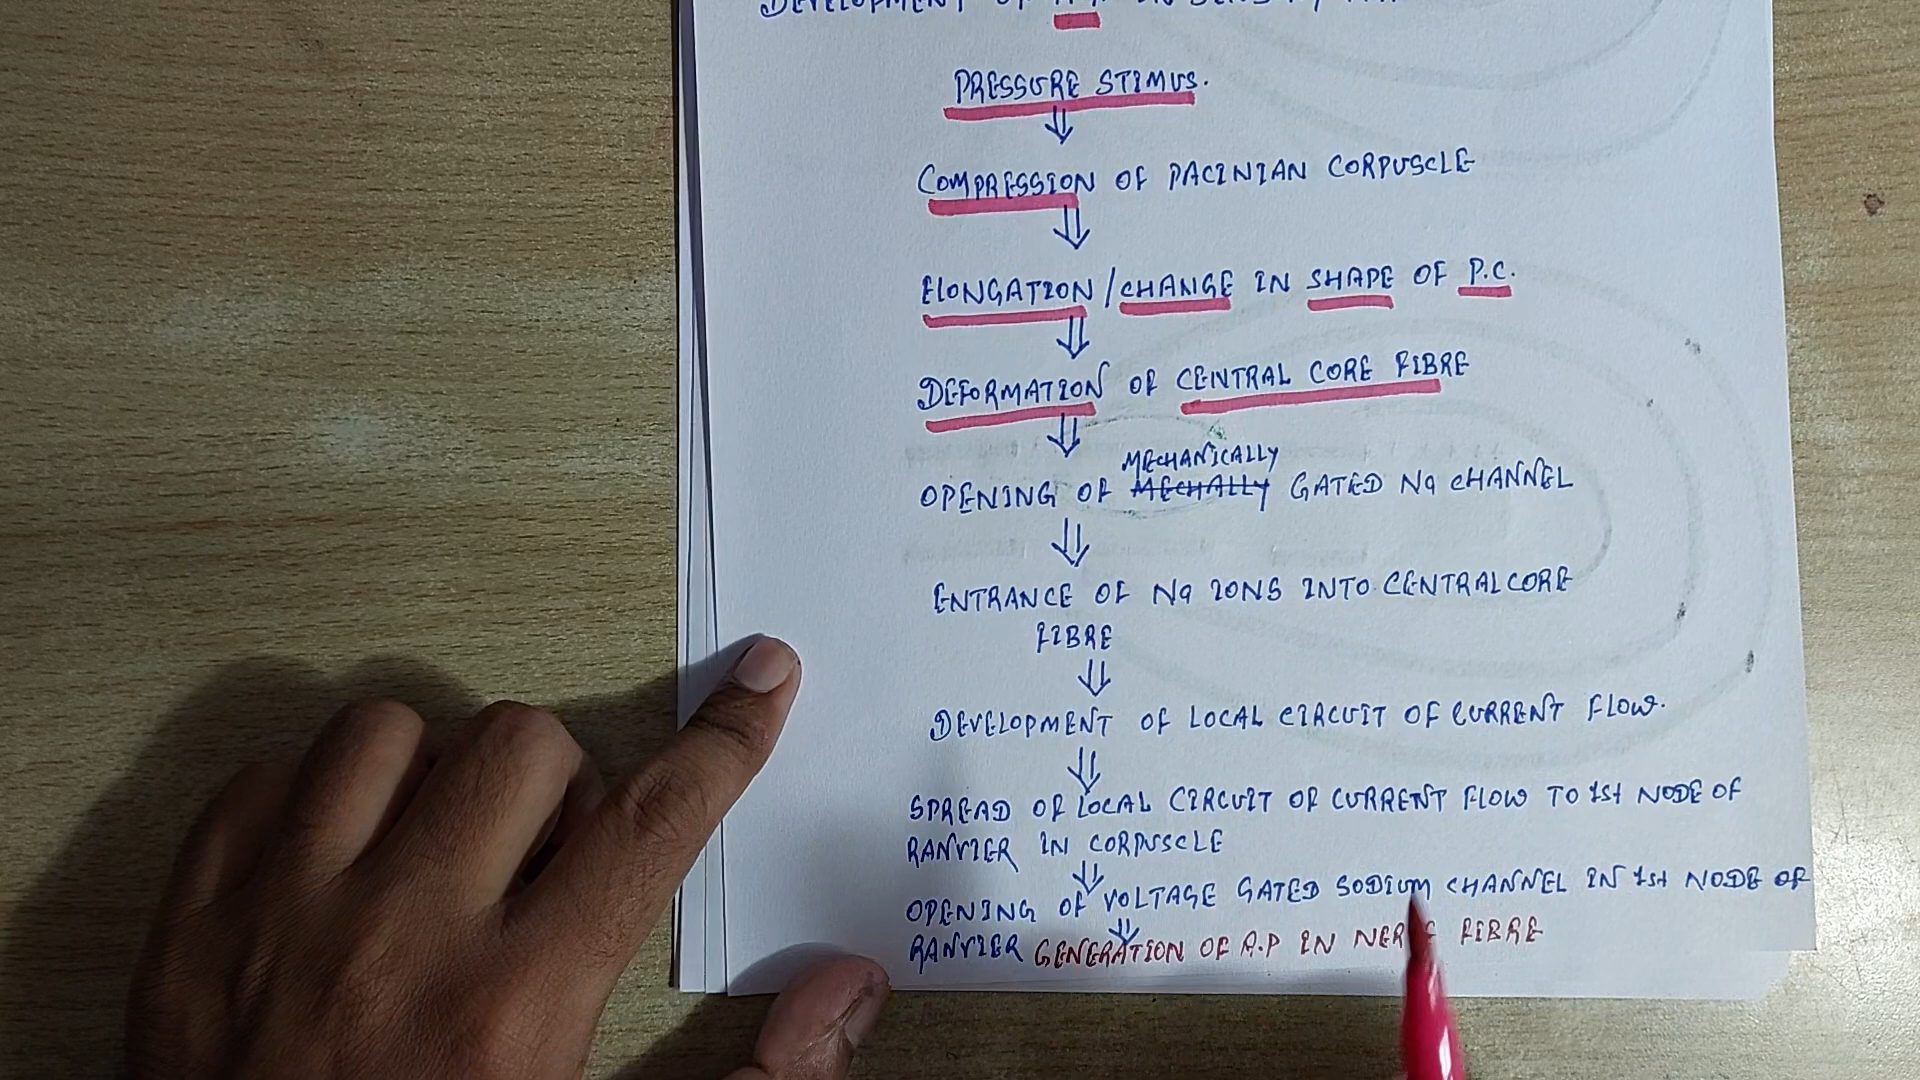 DEVELOPMENT OF
PRESSURE STIMUS.
⇓
COMPRESSION OF PACINIAN CORPUSCLE
⇓
ELONGATION/CHANGE IN SHAPE OF P.C.
⇓
DEFORMATION OF CENTRAL CORE FIBRE
⇓
MECHANICALLY
OPENING OF MECHALLY GATED Na CHANNEL
⇓
ENTRANCE OF Na IONS INTO CENTRAL CORE
FIBRE
⇓
DEVELOPMENT OF LOCAL CIRCUIT OF CURRENT FLOW.
⇓
SPREAD OF LOCAL CIRCUIT OF CURRENT FLOW TO 1st NODE OF
RANVIER IN CORPUSCLE
⇓
OPENING OF VOLTAGE GATED SODIUM CHANNEL IN 1st NODE OF
⇓
RANVIER GENERATION OF A.P IN NERVE FIBRE